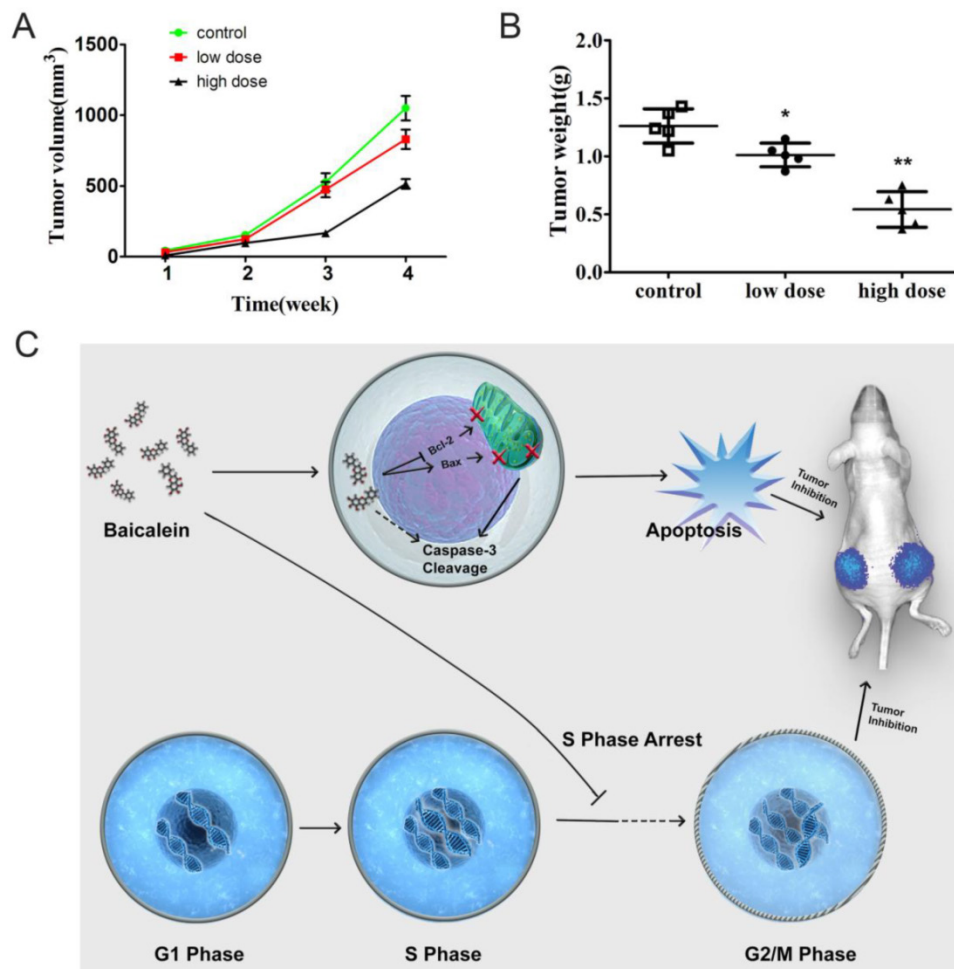 A
control
low dose
high dose
1500
1000
500
0
Tumor volume(mm³)
1 2 3 4
Time(week)
B
Tumor weight(g)
2.0
1.5
1.0
0.5
0.0
*
**
control low dose high dose
C
Baicalein
Bcl-2
Bax
Caspase-3
Cleavage
Apoptosis
Tumor
Inhibition
S Phase Arrest
Tumor
Inhibition
G1 Phase
S Phase
G2/M Phase